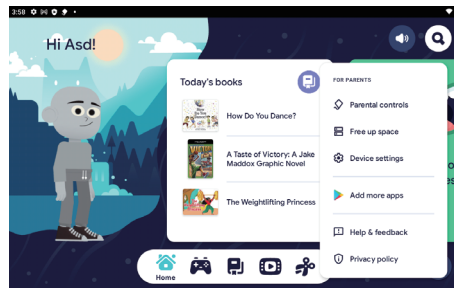 3:58
Hi Asd!
Today's books
How Do You Dance?
A Taste of Victory: A Jake
Maddox Graphic Novel
The Weightlifting Princess
Home
FOR PARENTS
Parental controls
Free up space
Device settings
Add more apps
Help & feedback
Privacy policy